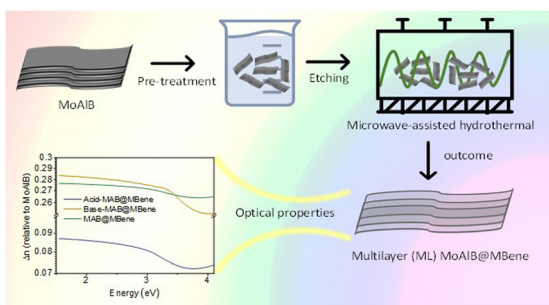 MoAlB
Pre-treatment
Etching
Microwave-assisted hydrothermal
outcome
Multilayer (ML) MoAlB@MBene
Optical properties
0.3
0.29
0.28
0.27
0.26
0.09
0.08
0.07
Δn (relative to MoAlB)
Acid-MAB@MBene
Base-MAB@MBene
MAB@MBene
2
3
4
Energy (eV)